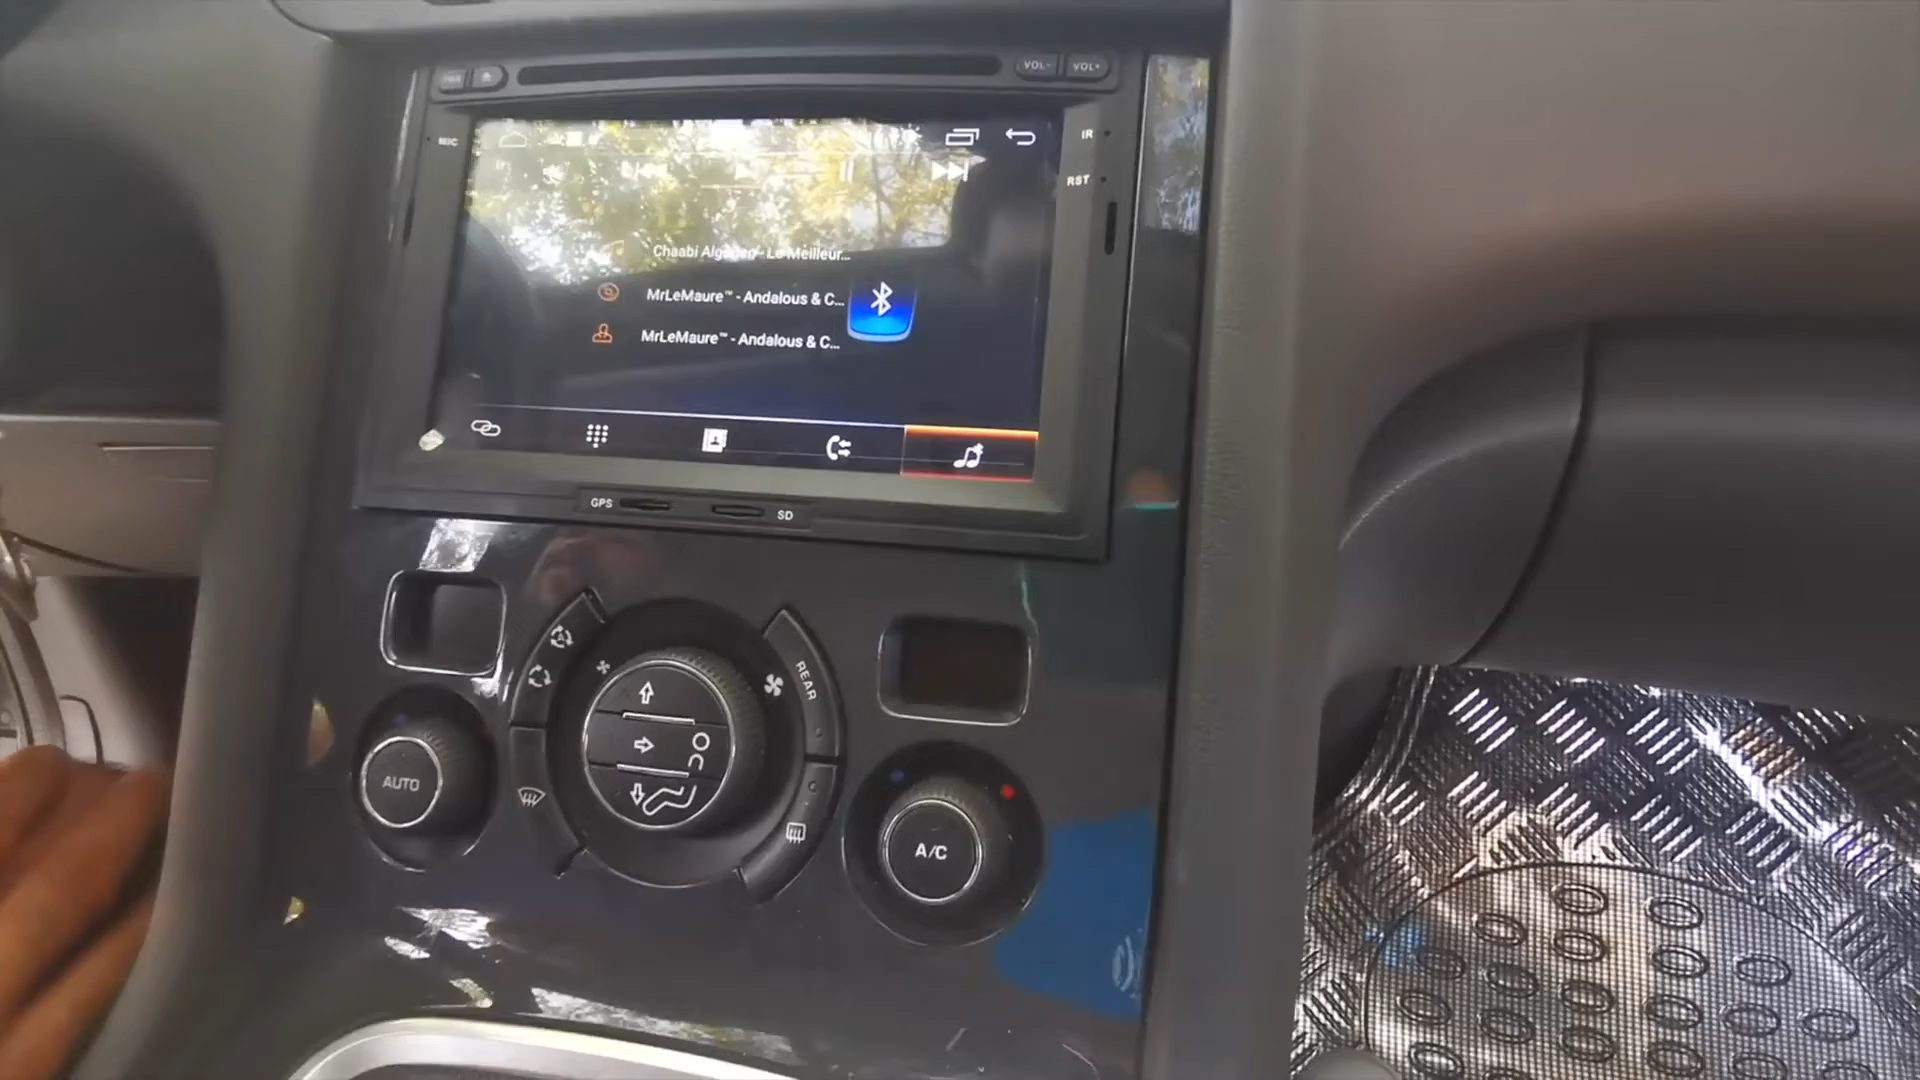 VOL-
VOL+
MIC
IR
RST
Chaabi Algérien - Le Meilleur...
MrLeMaure™ - Andalous & C...
MrLeMaure™ - Andalous & C...
GPS
SD
REAR
AUTO
A/C